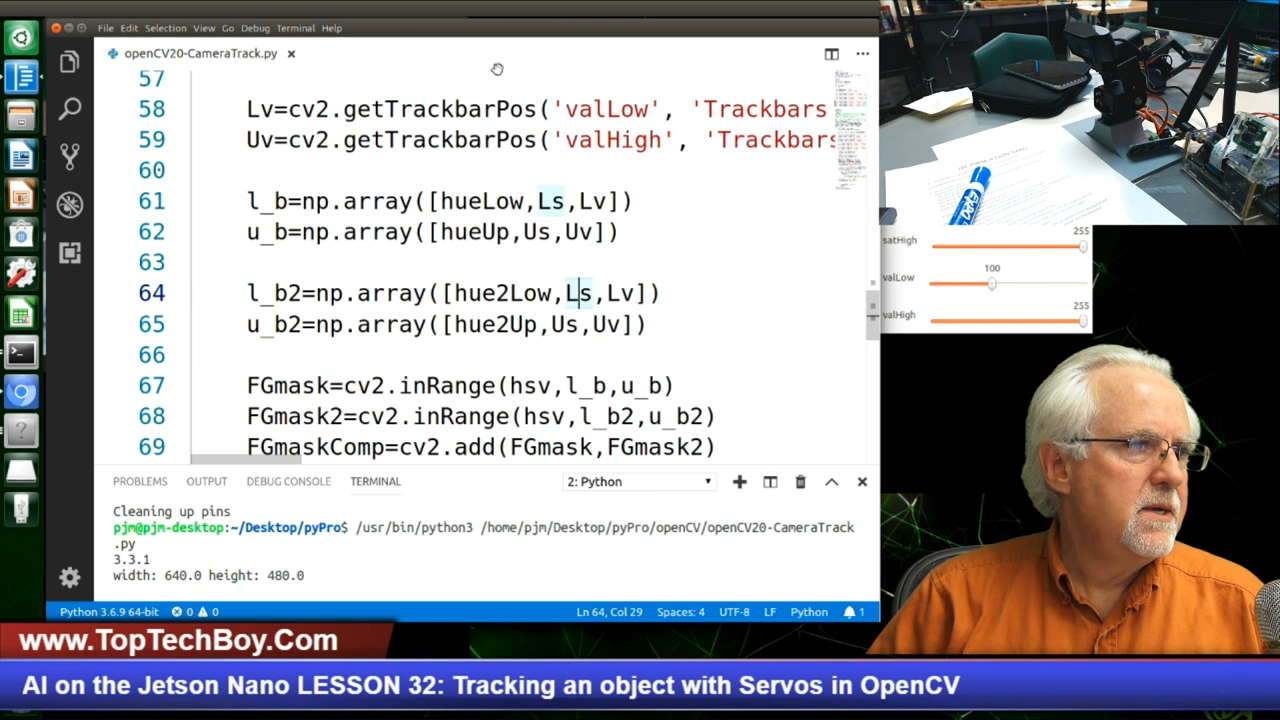 File Edit Selection View Go Debug Terminal Help
openCV20-CameraTrack.py
57
58 Lv=cv2.getTrackbarPos('valLow', 'Trackbars
59 Uv=cv2.getTrackbarPos('valHigh', 'Trackbars
60
61 l_b=np.array([hueLow,Ls,Lv])
62 u_b=np.array([hueUp,Us,Uv])
63
64 l_b2=np.array([hue2Low,Ls,Lv])
65 u_b2=np.array([hue2Up,Us,Uv])
66
67 FGmask=cv2.inRange(hsv,l_b,u_b)
68 FGmask2=cv2.inRange(hsv,l_b2,u_b2)
69 FGmaskComp=cv2.add(FGmask,FGmask2)
PROBLEMS OUTPUT DEBUG CONSOLE TERMINAL 2: Python
Cleaning up pins
pjm@pjm-desktop:~/Desktop/pyPro$ /usr/bin/python3 /home/pjm/Desktop/pyPro/openCV/openCV20-CameraTrack
.py
3.3.1
width: 640.0 height: 480.0
Python 3.6.9 64-bit 0 0 Ln 64, Col 29 Spaces: 4 UTF-8 LF Python 1
EXPO
satHigh 255
valLow 100
valHigh 255
www.TopTechBoy.Com
AI on the Jetson Nano LESSON 32: Tracking an object with Servos in OpenCV